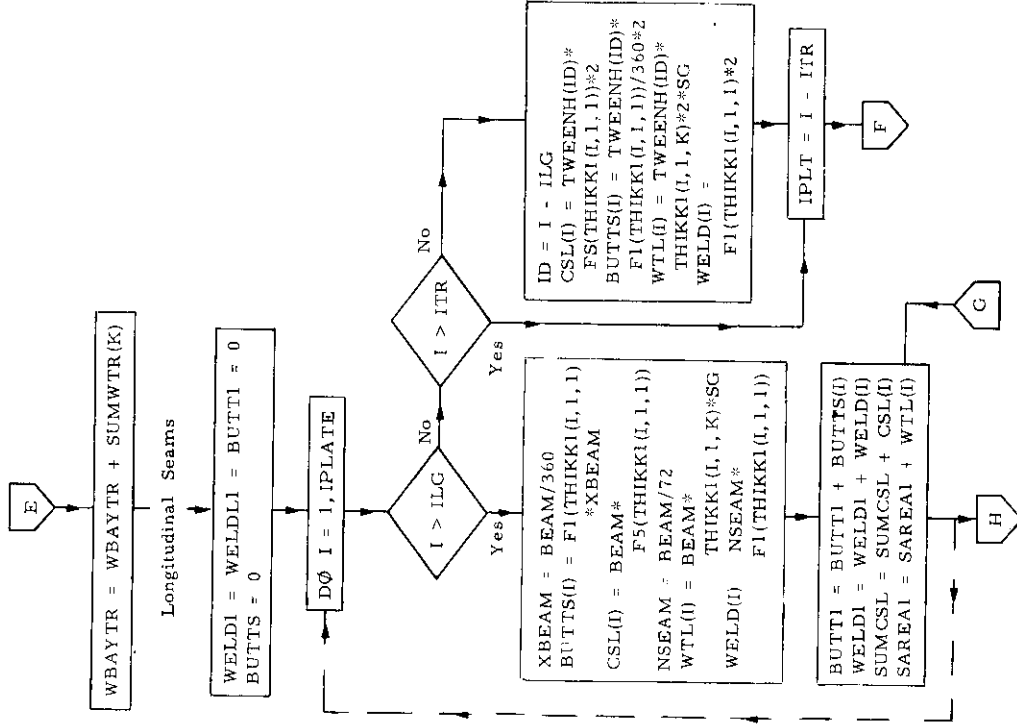 E
WBAYTR = WBAYTR + SUMWTR(K)
Longitudinal Seams
WELD1 = WELDL1 = BUTT1 = 0
BUTTS = 0
DØ I = 1, IPLATE
I > ILG
No
Yes
I > ITR
No
Yes
XBEAM = BEAM/360
BUTTS(I) = F1(THIKK1(I, 1, 1)
*XBEAM
CSL(I) = BEAM*
F5(THIKK1(I, 1, 1))
NSEAM = BEAM/72
WTL(I) = BEAM*
THIKK1(I, 1, K)*SG
WELD(I) NSEAM*
F1(THIKK1(I, 1, 1))
ID = I - ILG
CSL(I) = TWEENH(ID)*
FS(THIKK1(I, 1, 1))*2
BUTTS(I) = TWEENH(ID)*
F1(THIKK1(I, 1, 1))/360*2
WTL(I) = TWEENH(ID)*
THIKK1(I, 1, K)*2*SG
WELD(I) =
F1(THIKK1(I, 1, 1)*2
IPLT = I - ITR
F
BUTT1 = BUTT1 + BUTTS(I)
WELD1 = WELD1 + WELD(I)
SUMCSL = SUMCSL + CSL(I)
SAREA1 = SAREA1 + WTL(I)
G
H